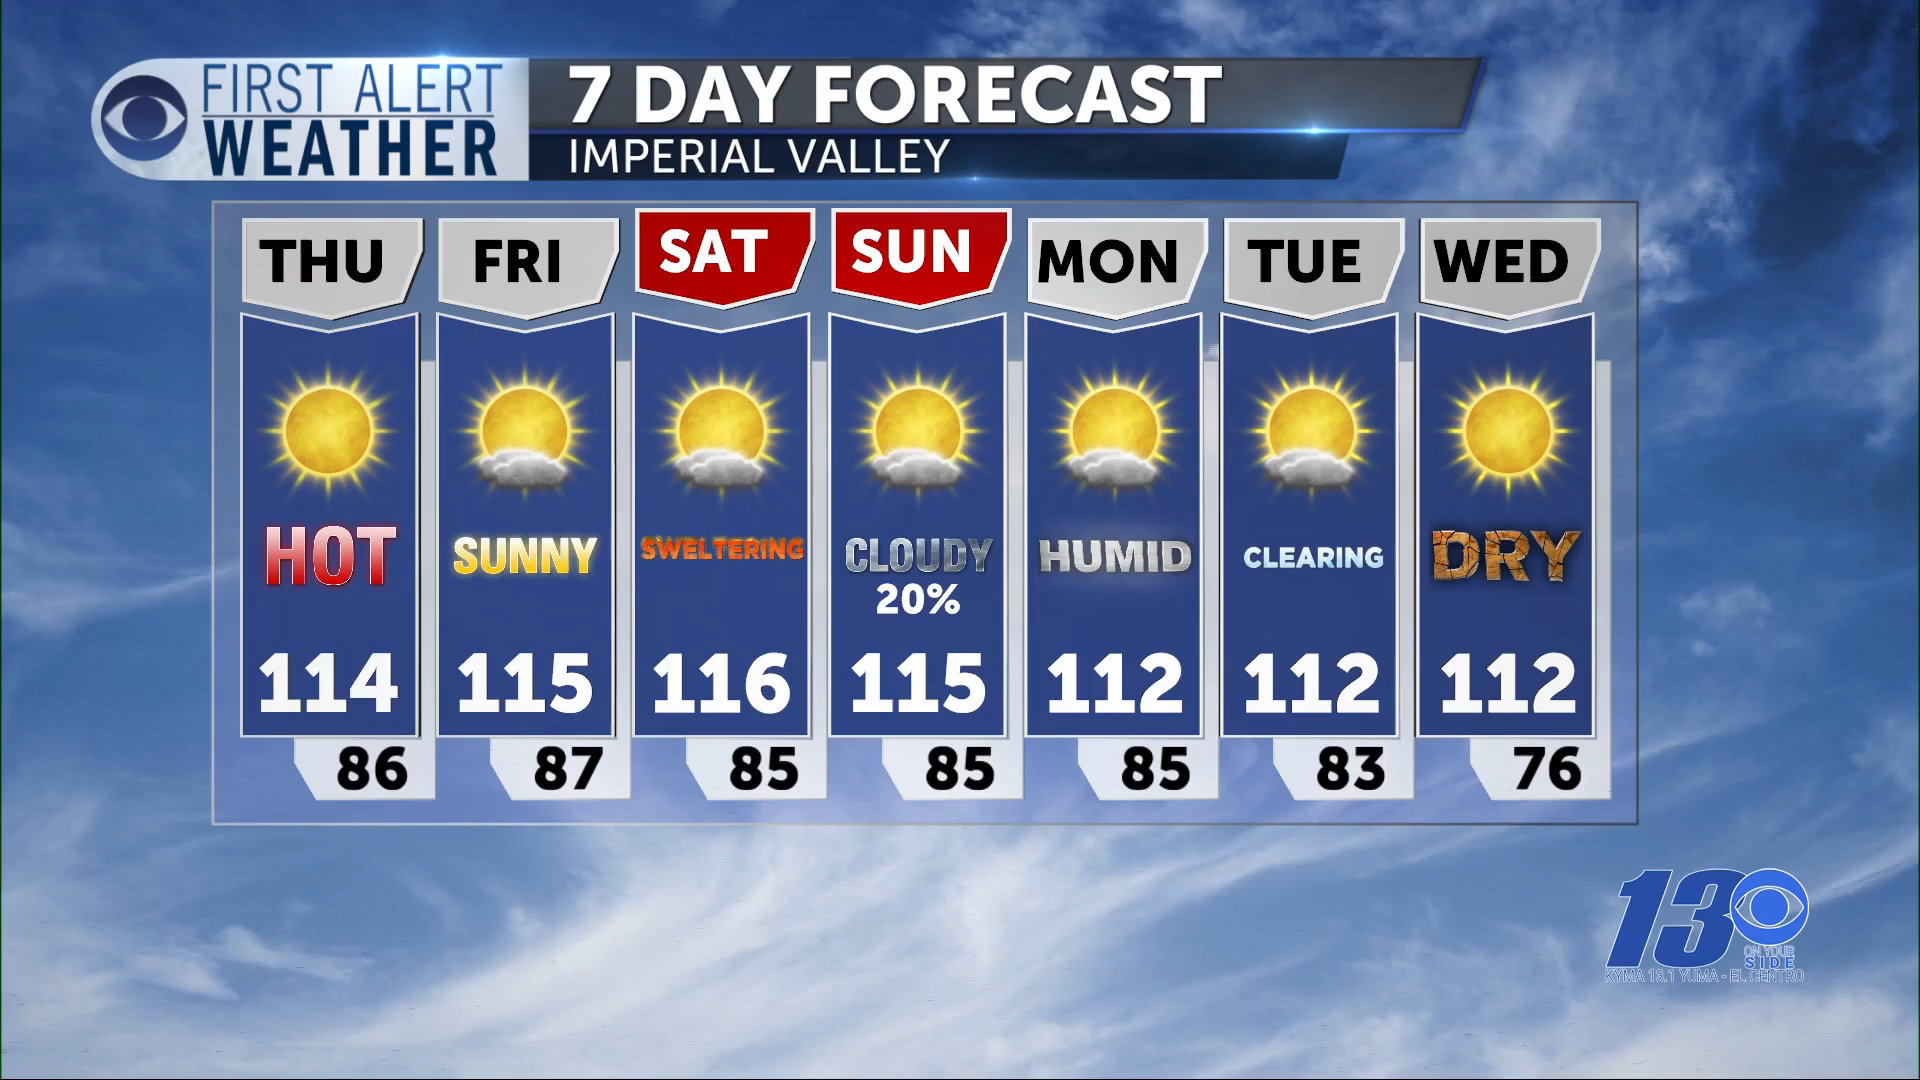 FIRST ALERT
WEATHER
7 DAY FORECAST
IMPERIAL VALLEY
THU FRI SAT SUN MON TUE WED
HOT SUNNY SWELTERING CLOUDY HUMID CLEARING DRY
20%
114 115 116 115 112 112 112
86 87 85 85 85 83 76
13
ON YOUR
SIDE
KYMA 13.1 YUMA - EL CENTRO